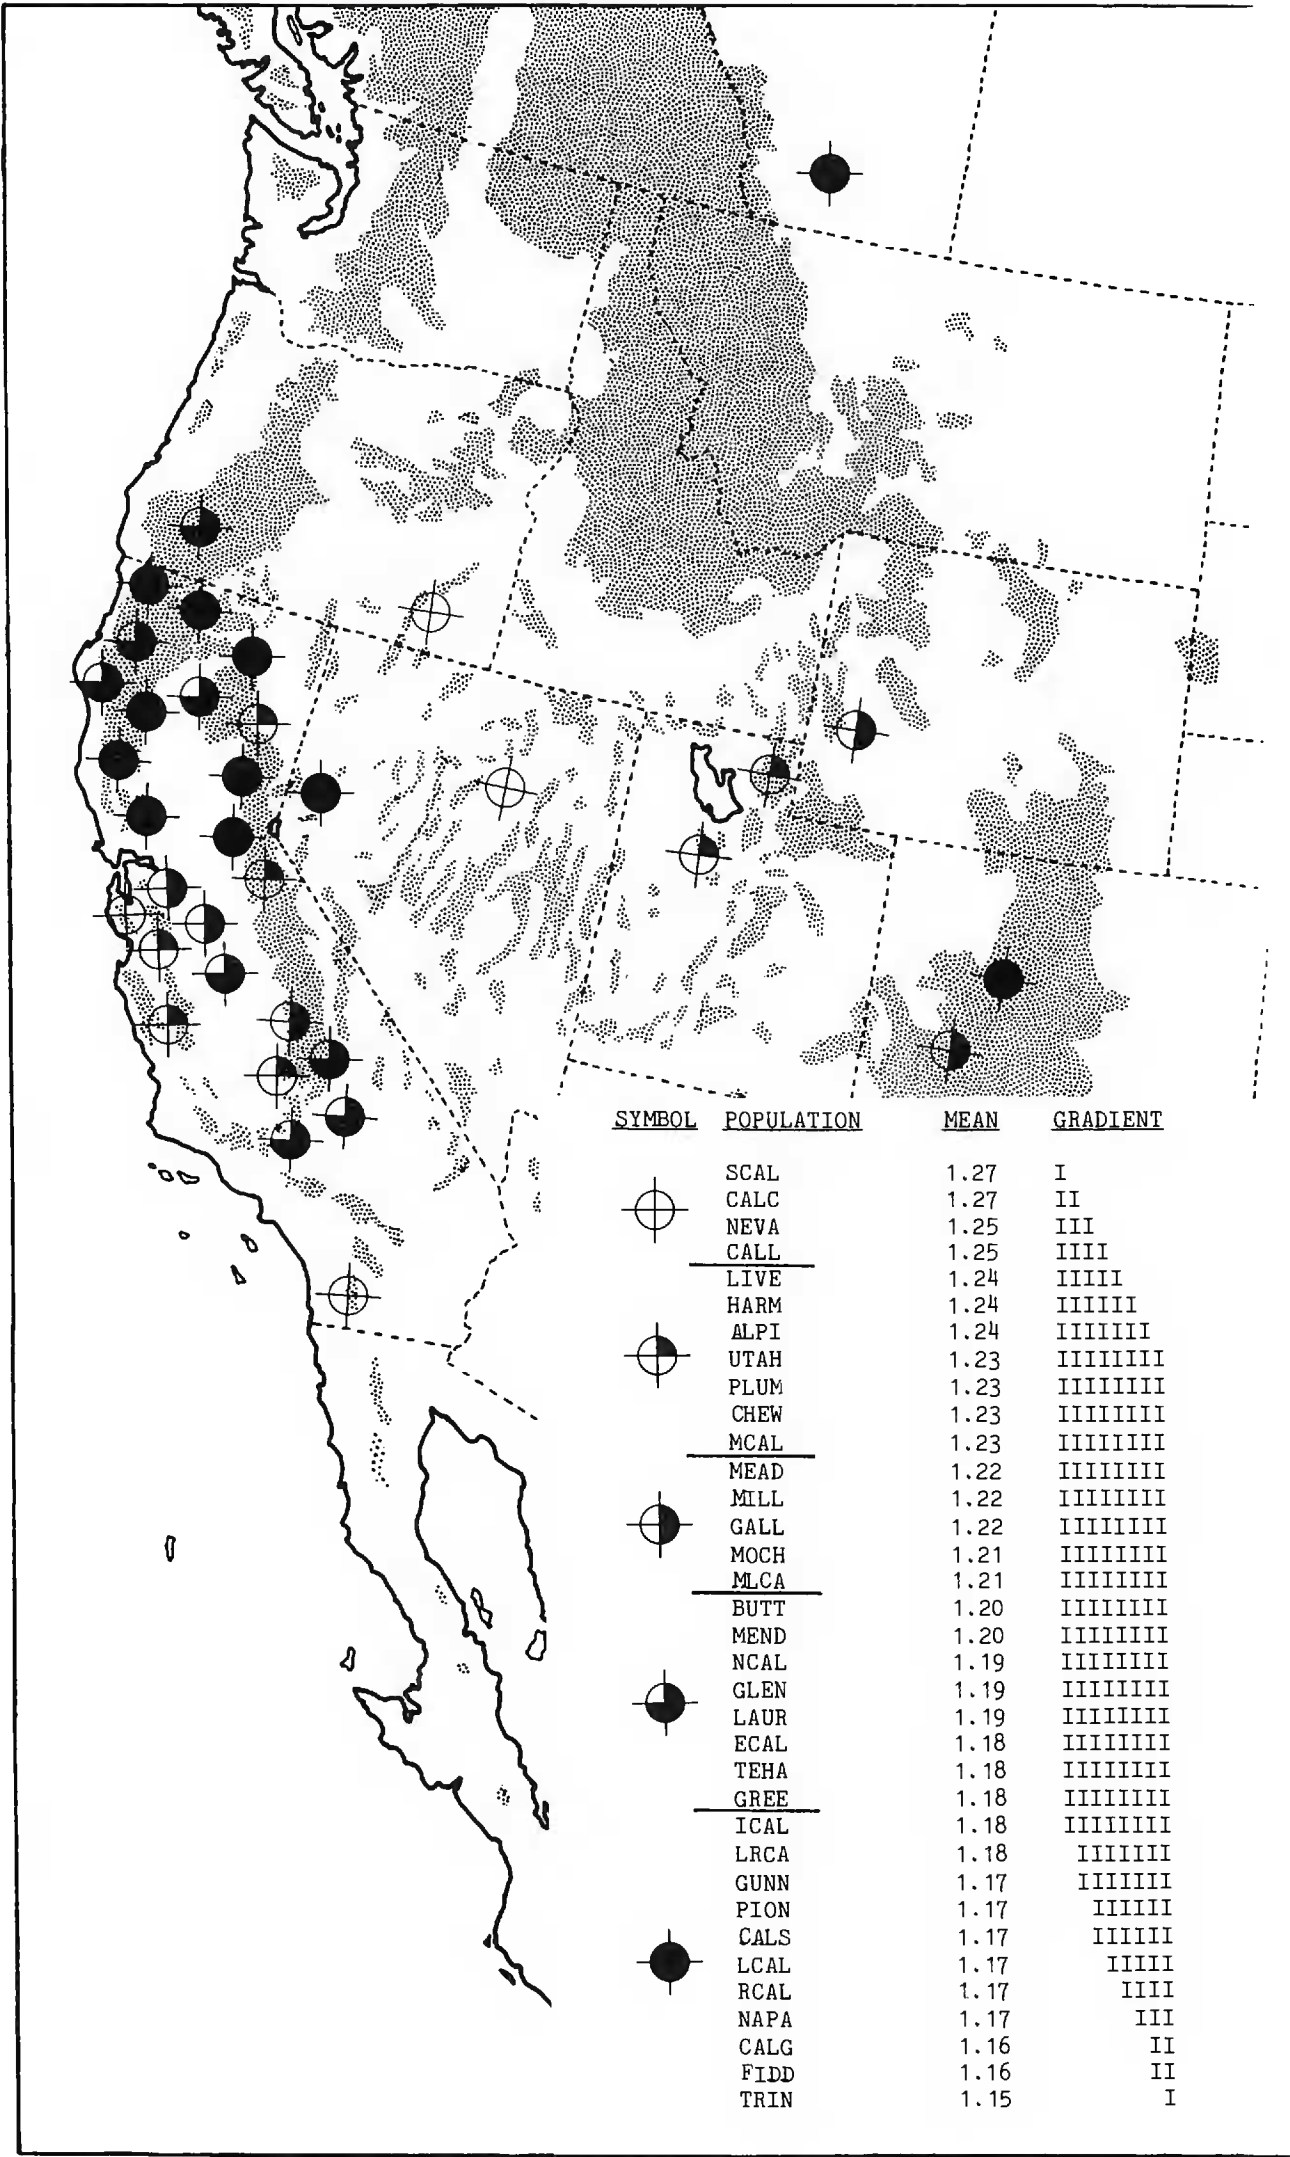 SYMBOL POPULATION MEAN GRADIENT
SCAL 1.27 I
CALC 1.27 II
NEVA 1.25 III
CALL 1.25 IIII
LIVE 1.24 IIIII
HARM 1.24 IIIIII
ALPI 1.24 IIIIIII
UTAH 1.23 IIIIIIII
PLUM 1.23 IIIIIIII
CHEW 1.23 IIIIIIII
MCAL 1.23 IIIIIIII
MEAD 1.22 IIIIIIII
MILL 1.22 IIIIIIII
GALL 1.22 IIIIIIII
MOCH 1.21 IIIIIIII
MLCA 1.21 IIIIIIII
BUTT 1.20 IIIIIIII
MEND 1.20 IIIIIIII
NCAL 1.19 IIIIIIII
GLEN 1.19 IIIIIIII
LAUR 1.19 IIIIIIII
ECAL 1.18 IIIIIIII
TEHA 1.18 IIIIIIII
GREE 1.18 IIIIIIII
ICAL 1.18 IIIIIIII
LRCA 1.18 IIIIIII
GUNN 1.17 IIIIIII
PION 1.17 IIIIII
CALS 1.17 IIIIII
LCAL 1.17 IIIII
RCAL 1.17 IIII
NAPA 1.17 III
CALG 1.16 II
FIDD 1.16 II
TRIN 1.15 I